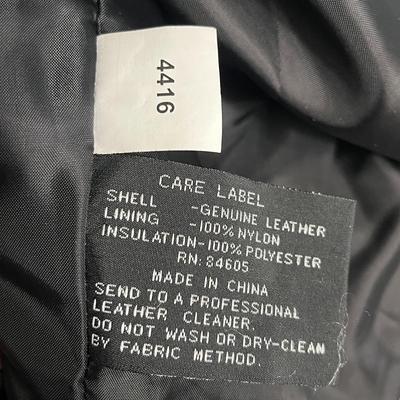 4416
CARE LABEL
SHELL -GENUINE LEATHER
LINING -100% NYLON
INSULATION-100% POLYESTER
RN: 84605
MADE IN CHINA
SEND TO A PROFESSIONAL
LEATHER CLEANER.
DO NOT WASH OR DRY-CLEAN
BY FABRIC METHOD.